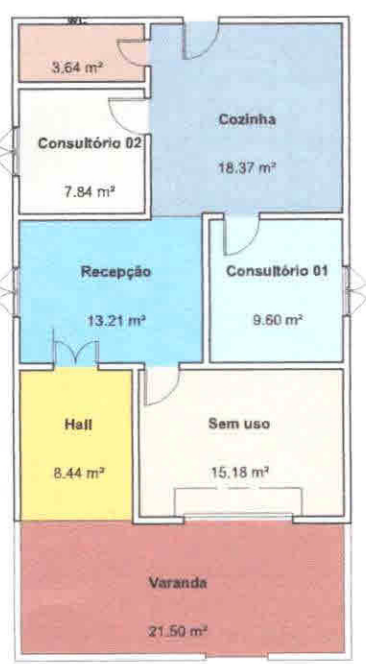 WC
3,64 m²
Cozinha
18.37 m²
Consultório 02
7.84 m²
Recepção
13.21 m²
Consultório 01
9.60 m²
Hall
8.44 m²
Sem uso
15.18 m²
Varanda
21.50 m²